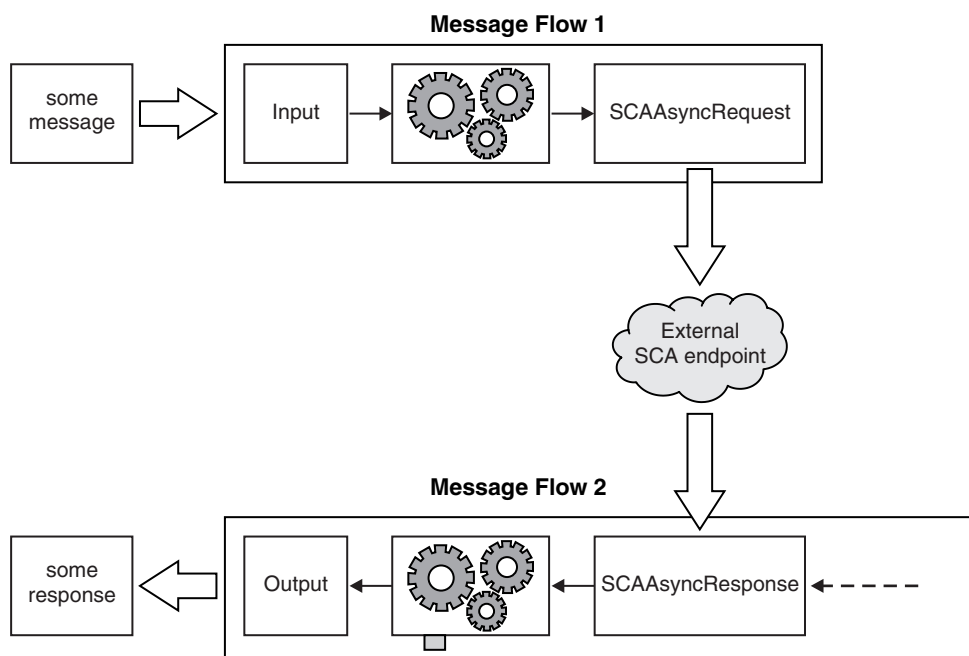 Message Flow 1
some
message
Input
SCAAsyncRequest
External
SCA endpoint
Message Flow 2
some
response
Output
SCAAsyncResponse